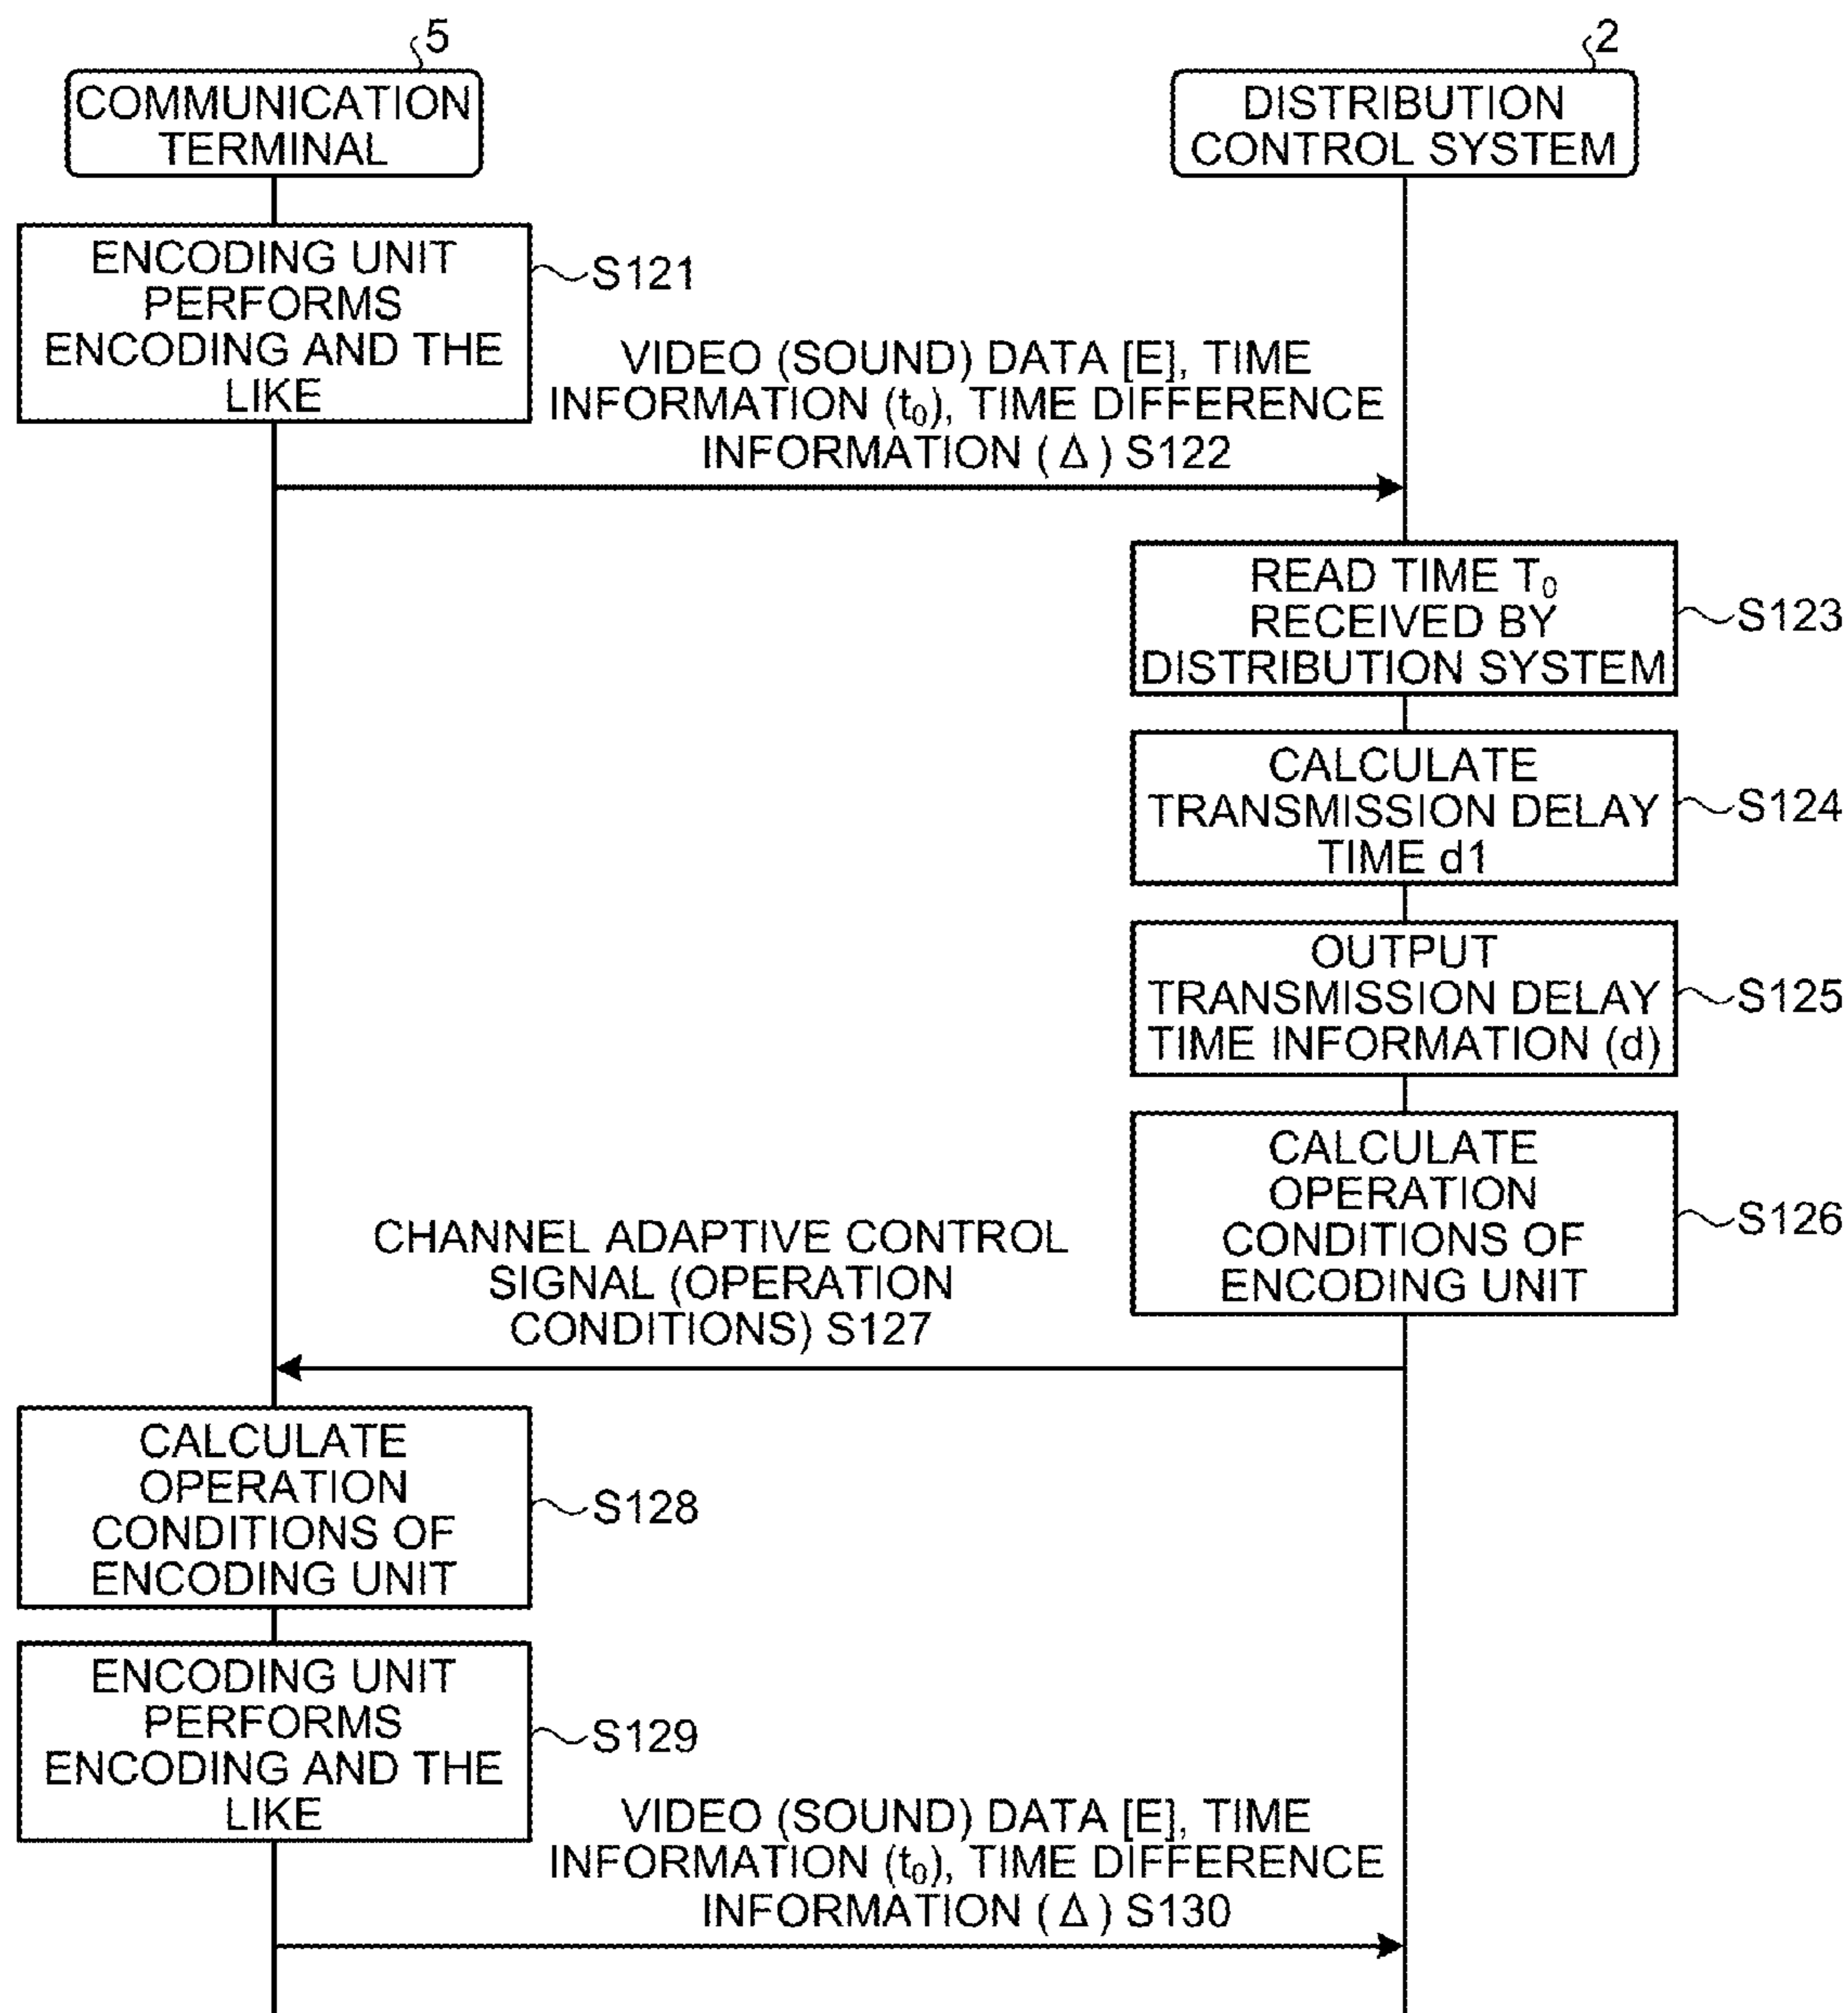 5
COMMUNICATION
TERMINAL
2
DISTRIBUTION
CONTROL SYSTEM
ENCODING UNIT
PERFORMS
ENCODING AND THE
LIKE
S121
VIDEO (SOUND) DATA [E], TIME
INFORMATION (t₀), TIME DIFFERENCE
INFORMATION (Δ) S122
READ TIME T₀
RECEIVED BY
DISTRIBUTION SYSTEM
S123
CALCULATE
TRANSMISSION DELAY
TIME d1
S124
OUTPUT
TRANSMISSION DELAY
TIME INFORMATION (d)
S125
CALCULATE
OPERATION
CONDITIONS OF
ENCODING UNIT
S126
CHANNEL ADAPTIVE CONTROL
SIGNAL (OPERATION
CONDITIONS) S127
CALCULATE
OPERATION
CONDITIONS OF
ENCODING UNIT
S128
ENCODING UNIT
PERFORMS
ENCODING AND THE
LIKE
S129
VIDEO (SOUND) DATA [E], TIME
INFORMATION (t₀), TIME DIFFERENCE
INFORMATION (Δ) S130